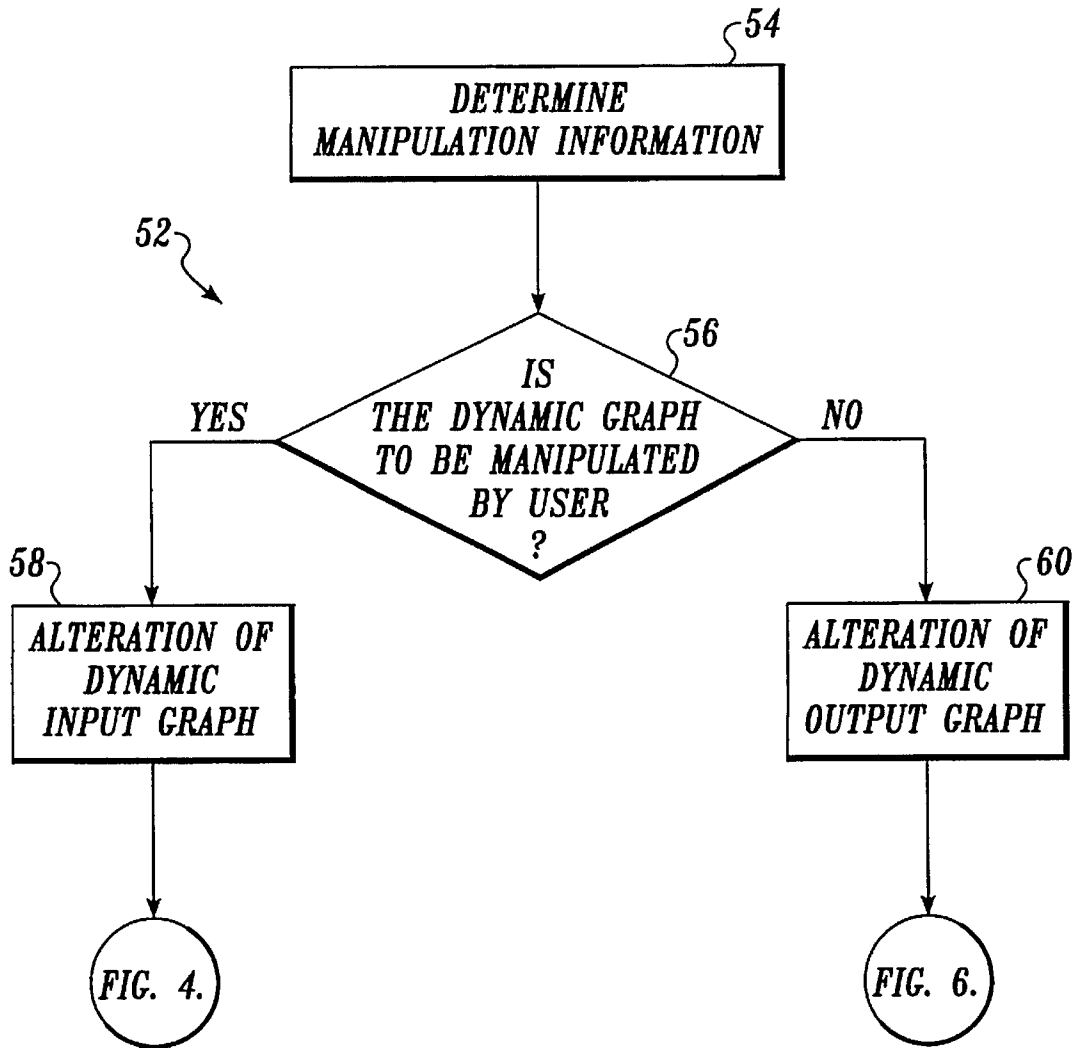 54
DETERMINE
MANIPULATION INFORMATION
52
56
IS
THE DYNAMIC GRAPH
TO BE MANIPULATED
BY USER
?
YES
NO
58
ALTERATION OF
DYNAMIC
INPUT GRAPH
60
ALTERATION OF
DYNAMIC
OUTPUT GRAPH
FIG. 4.
FIG. 6.